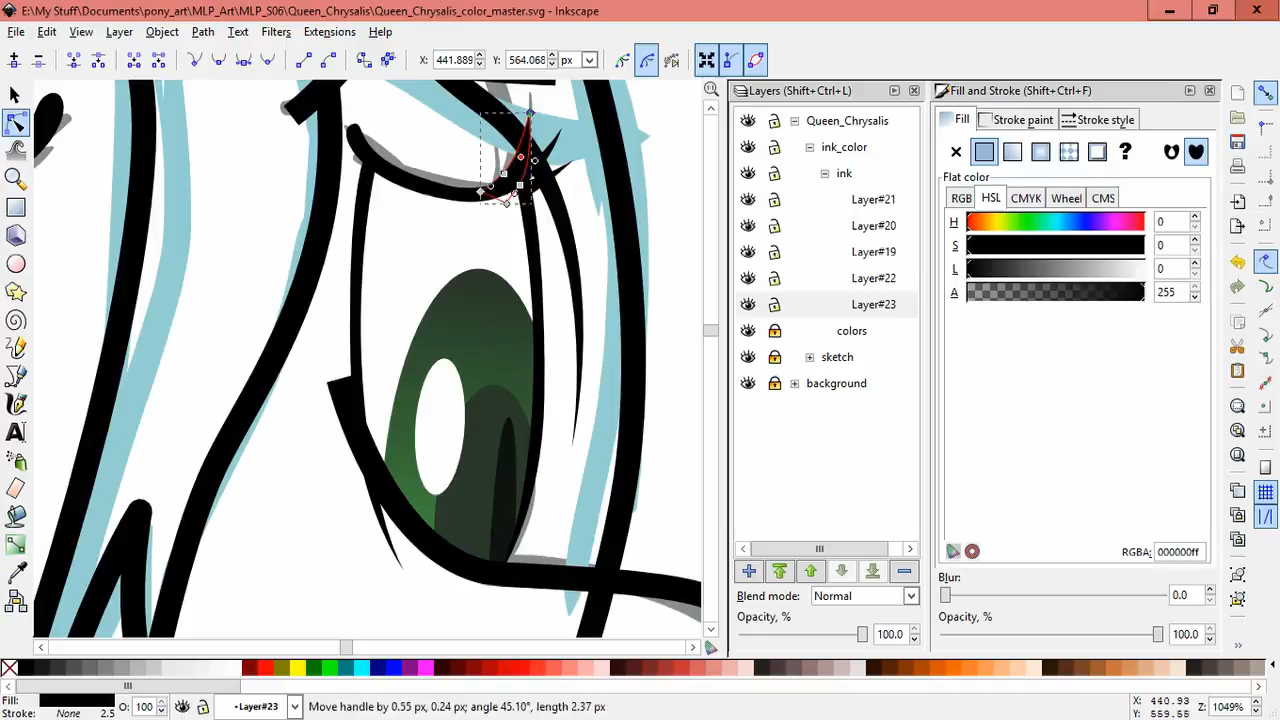 E:\My Stuff\Documents\pony_art\MLP_Art\MLP_S06\Queen_Chrysalis\Queen_Chrysalis_color_master.svg - Inkscape
File Edit View Layer Object Path Text Filters Extensions Help
X: 441.889 Y: 564.068 px
Layers (Shift+Ctrl+L) Fill and Stroke (Shift+Ctrl+F)
Queen_Chrysalis
Fill Stroke paint Stroke style
ink_color
ink
Flat color
Layer#21
RGB HSL CMYK Wheel CMS
H 0
Layer#20
S 0
Layer#19
L 0
Layer#22
A 255
Layer#23
colors
sketch
background
RGBA: 000000ff
Blur:
Blend mode: Normal 0.0
Opacity, % Opacity, %
100.0 100.0
Fill: O: 100 Layer#23 Move handle by 0.55 px, 0.24 px; angle 45.10°, length 2.37 px X: 440.93 Z: 1049%
Stroke: None 2.5 Y: 559.55